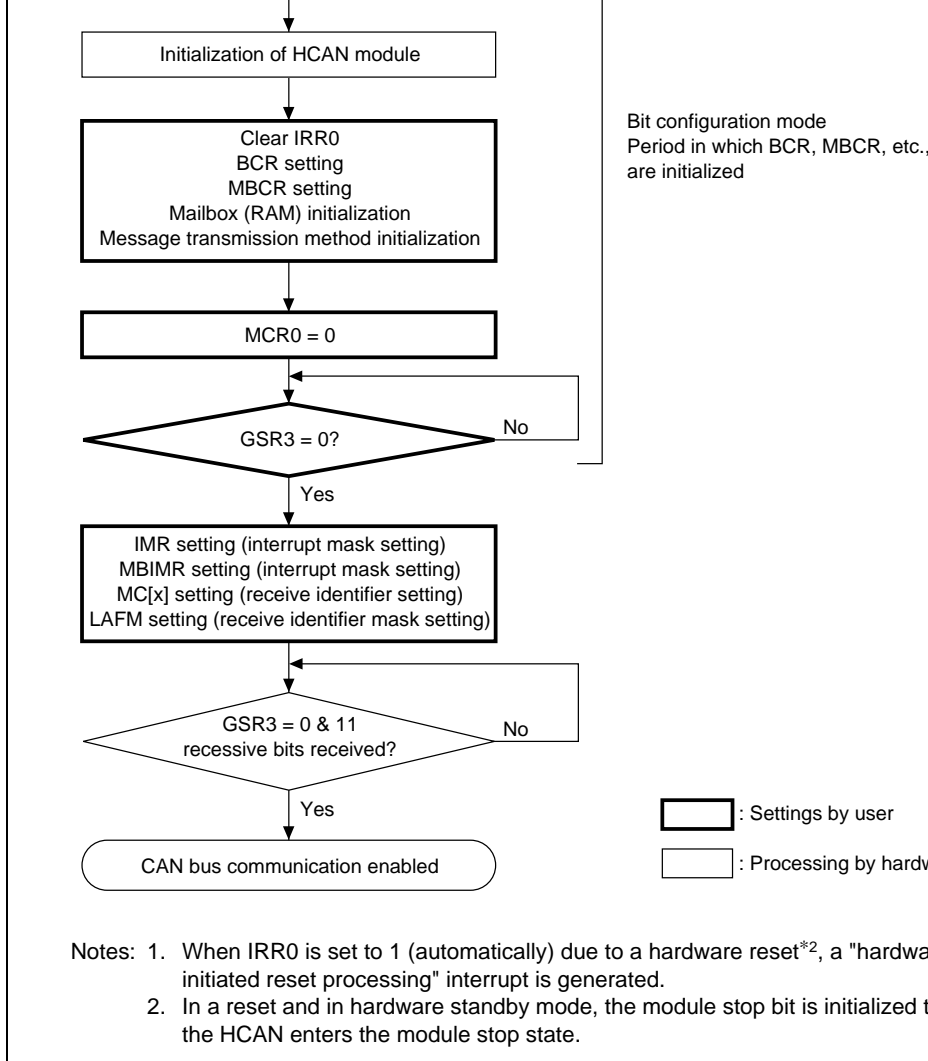 Initialization of HCAN module
Bit configuration mode
Period in which BCR, MBCR, etc.,
are initialized
Clear IRR0
BCR setting
MBCR setting
Mailbox (RAM) initialization
Message transmission method initialization
MCR0 = 0
GSR3 = 0?
No
Yes
IMR setting (interrupt mask setting)
MBIMR setting (interrupt mask setting)
MC[x] setting (receive identifier setting)
LAFM setting (receive identifier mask setting)
GSR3 = 0 & 11
recessive bits received?
No
Yes
: Settings by user
CAN bus communication enabled
: Processing by
Notes: 1. When IRR0 is set to 1 (automatically) due to a hardware reset*2, a
initiated reset processing" interrupt is generated.
2. In a reset and in hardware standby mode, the module stop bit is initialized
the HCAN enters the module stop state.